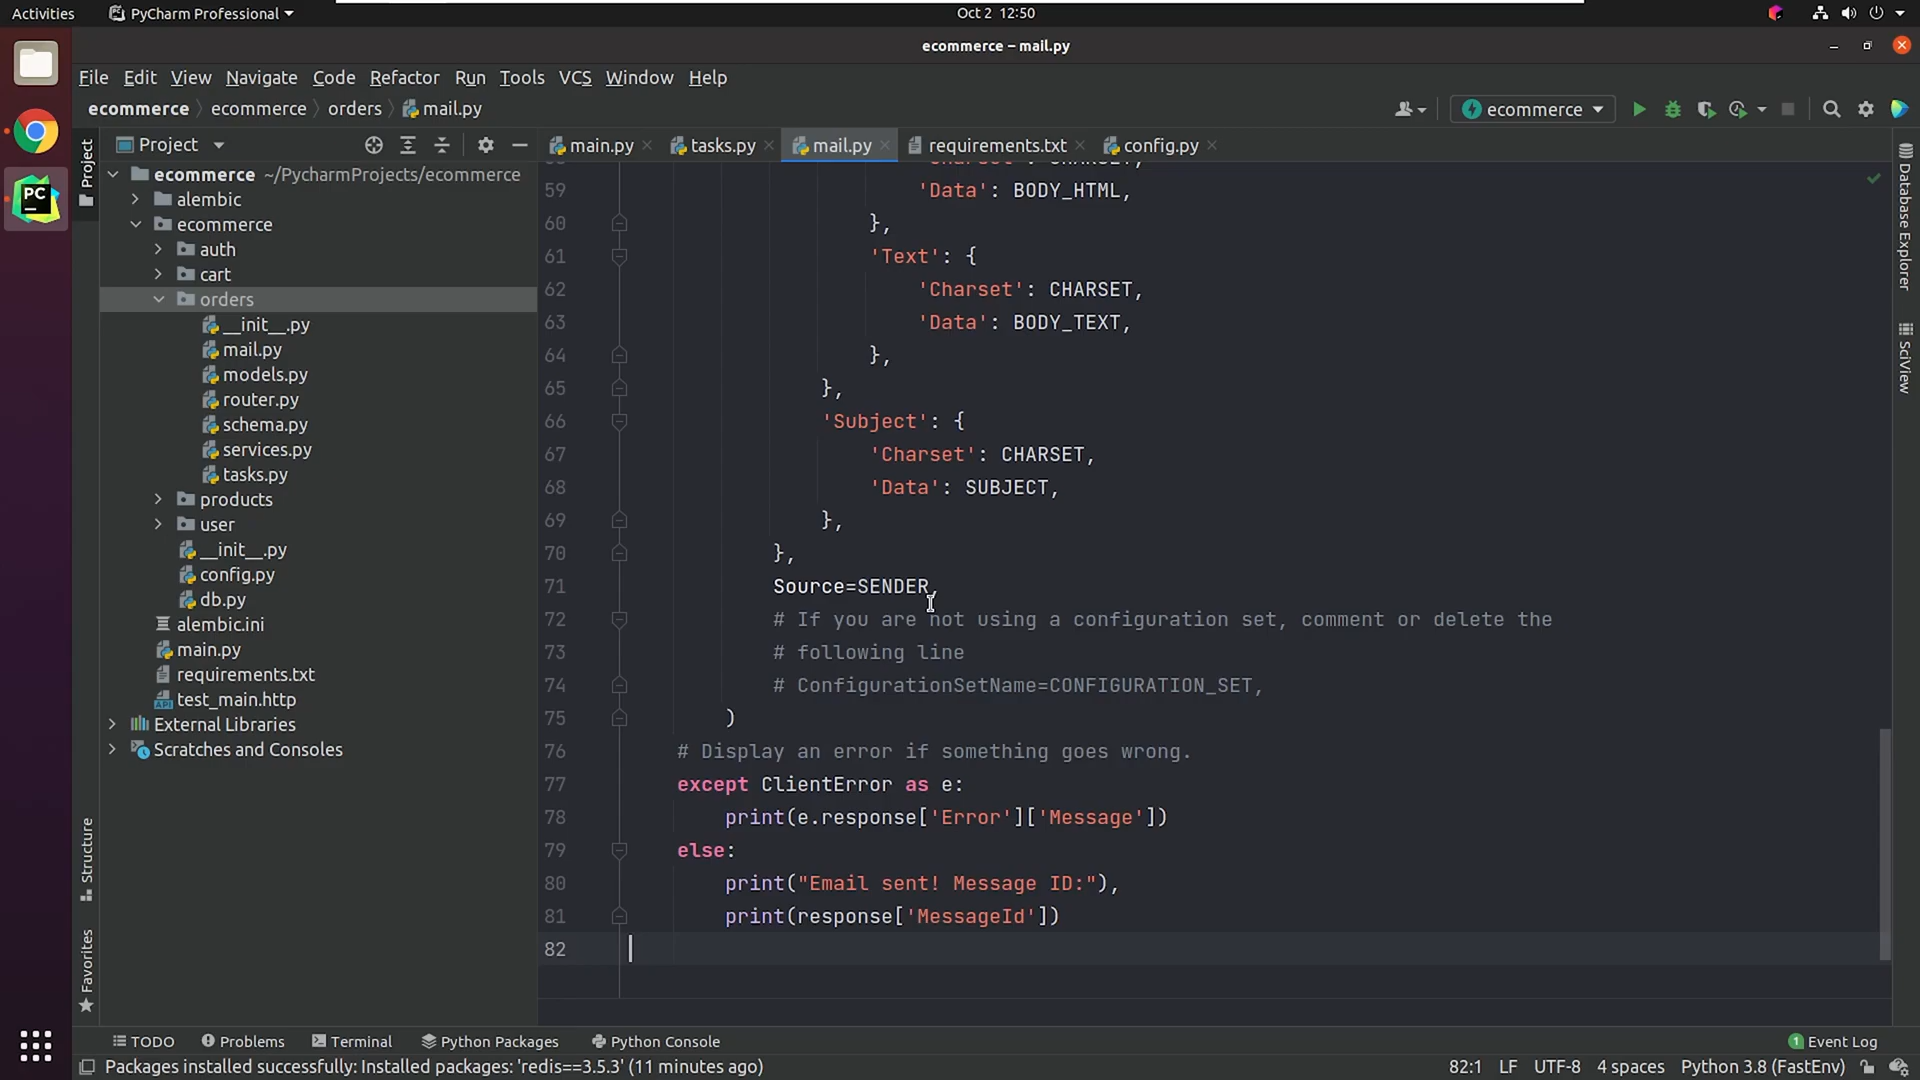 Activities
PyCharm Professional
Oct 2 12:50
ecommerce – mail.py
File Edit View Navigate Code Refactor Run Tools VCS Window Help
ecommerce ecommerce orders mail.py
ecommerce
Project
main.py tasks.py mail.py requirements.txt config.py
Project
ecommerce ~/PycharmProjects/ecommerce
alembic
ecommerce
auth
cart
orders
__init__.py
mail.py
models.py
router.py
schema.py
services.py
tasks.py
products
user
__init__.py
config.py
db.py
alembic.ini
main.py
requirements.txt
test_main.http
External Libraries
Scratches and Consoles
Structure
Favorites
59 'Data': BODY_HTML,
60 },
61 'Text': {
62 'Charset': CHARSET,
63 'Data': BODY_TEXT,
64 },
65 },
66 'Subject': {
67 'Charset': CHARSET,
68 'Data': SUBJECT,
69 },
70 },
71 Source=SENDER,
72 # If you are not using a configuration set, comment or delete the
73 # following line
74 # ConfigurationSetName=CONFIGURATION_SET,
75 )
76 # Display an error if something goes wrong.
77 except ClientError as e:
78 print(e.response['Error']['Message'])
79 else:
80 print("Email sent! Message ID:"),
81 print(response['MessageId'])
82
Database Explorer
SciView
TODO Problems Terminal Python Packages Python Console
1 Event Log
Packages installed successfully: Installed packages: 'redis==3.5.3' (11 minutes ago)
82:1 LF UTF-8 4 spaces Python 3.8 (FastEnv)